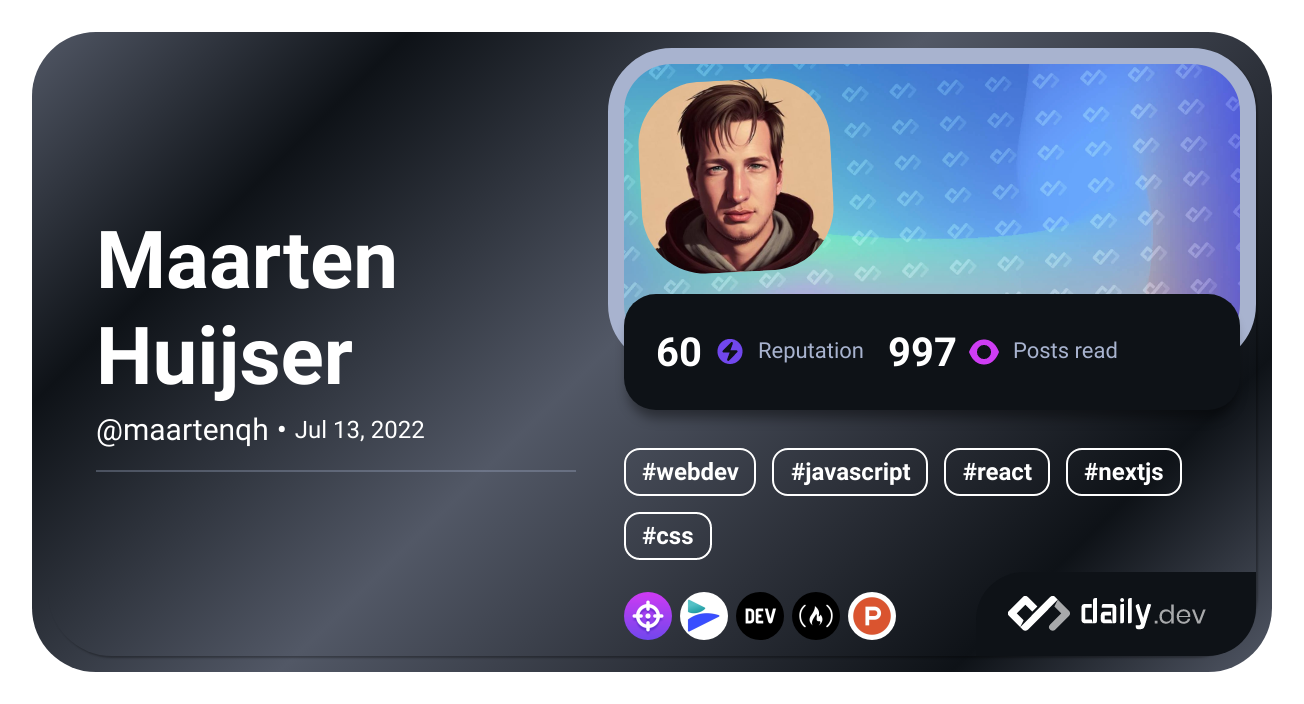 Maarten
Huijser
@maartenqh • Jul 13, 2022
60 Reputation 997 Posts read
#webdev #javascript #react #nextjs
#css
DEV P
daily.dev